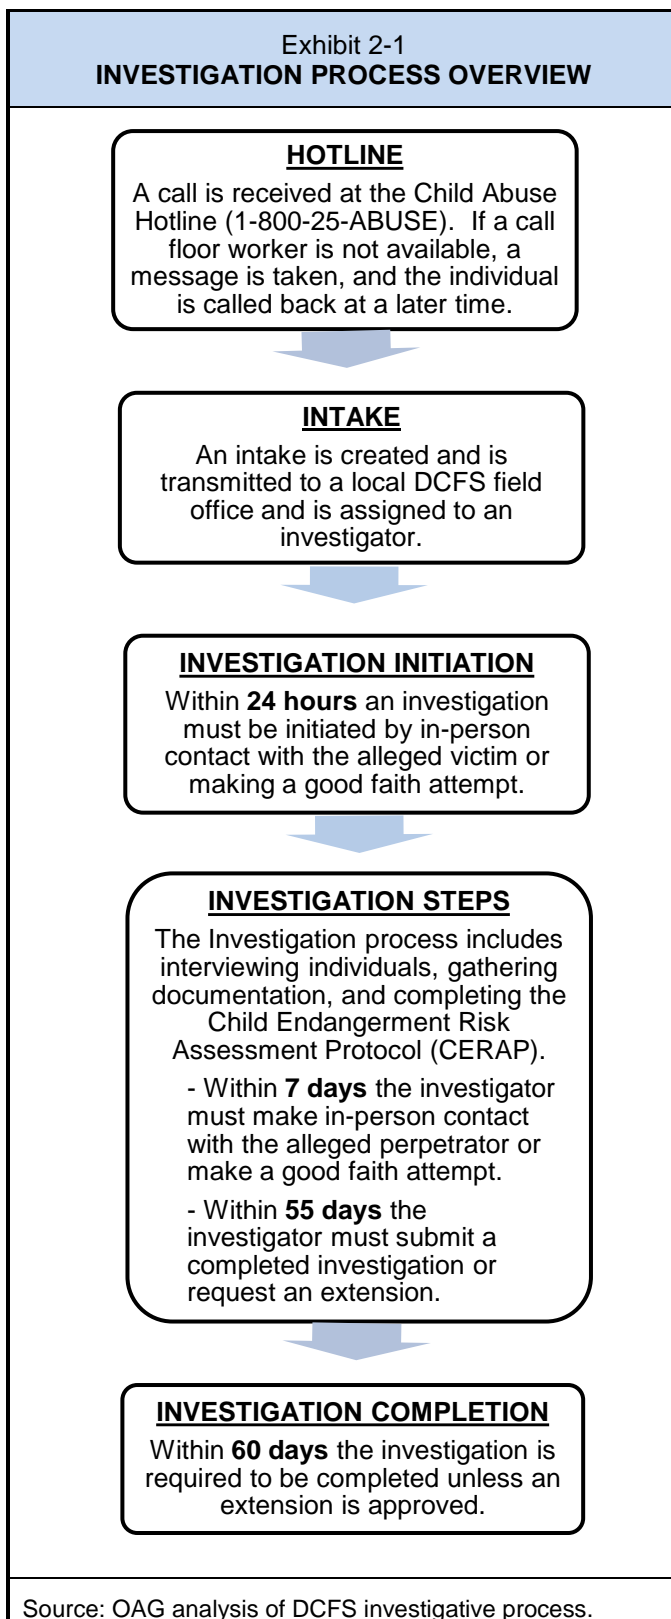 Exhibit 2-1
INVESTIGATION PROCESS OVERVIEW
HOTLINE
A call is received at the Child Abuse
Hotline (1-800-25-ABUSE).  If a call
floor worker is not available, a
message is taken, and the individual
is called back at a later time.
INTAKE
An intake is created and is
transmitted to a local DCFS field
office and is assigned to an
investigator.
INVESTIGATION INITIATION
Within 24 hours an investigation
must be initiated by in-person
contact with the alleged victim or
making a good faith attempt.
INVESTIGATION STEPS
The Investigation process includes
interviewing individuals, gathering
documentation, and completing the
Child Endangerment Risk
Assessment Protocol (CERAP).
- Within 7 days the investigator
must make in-person contact
with the alleged perpetrator or
make a good faith attempt.
- Within 55 days the
investigator must submit a
completed investigation or
request an extension.
INVESTIGATION COMPLETION
Within 60 days the investigation is
required to be completed unless an
extension is approved.
Source: OAG analysis of DCFS investigative process.